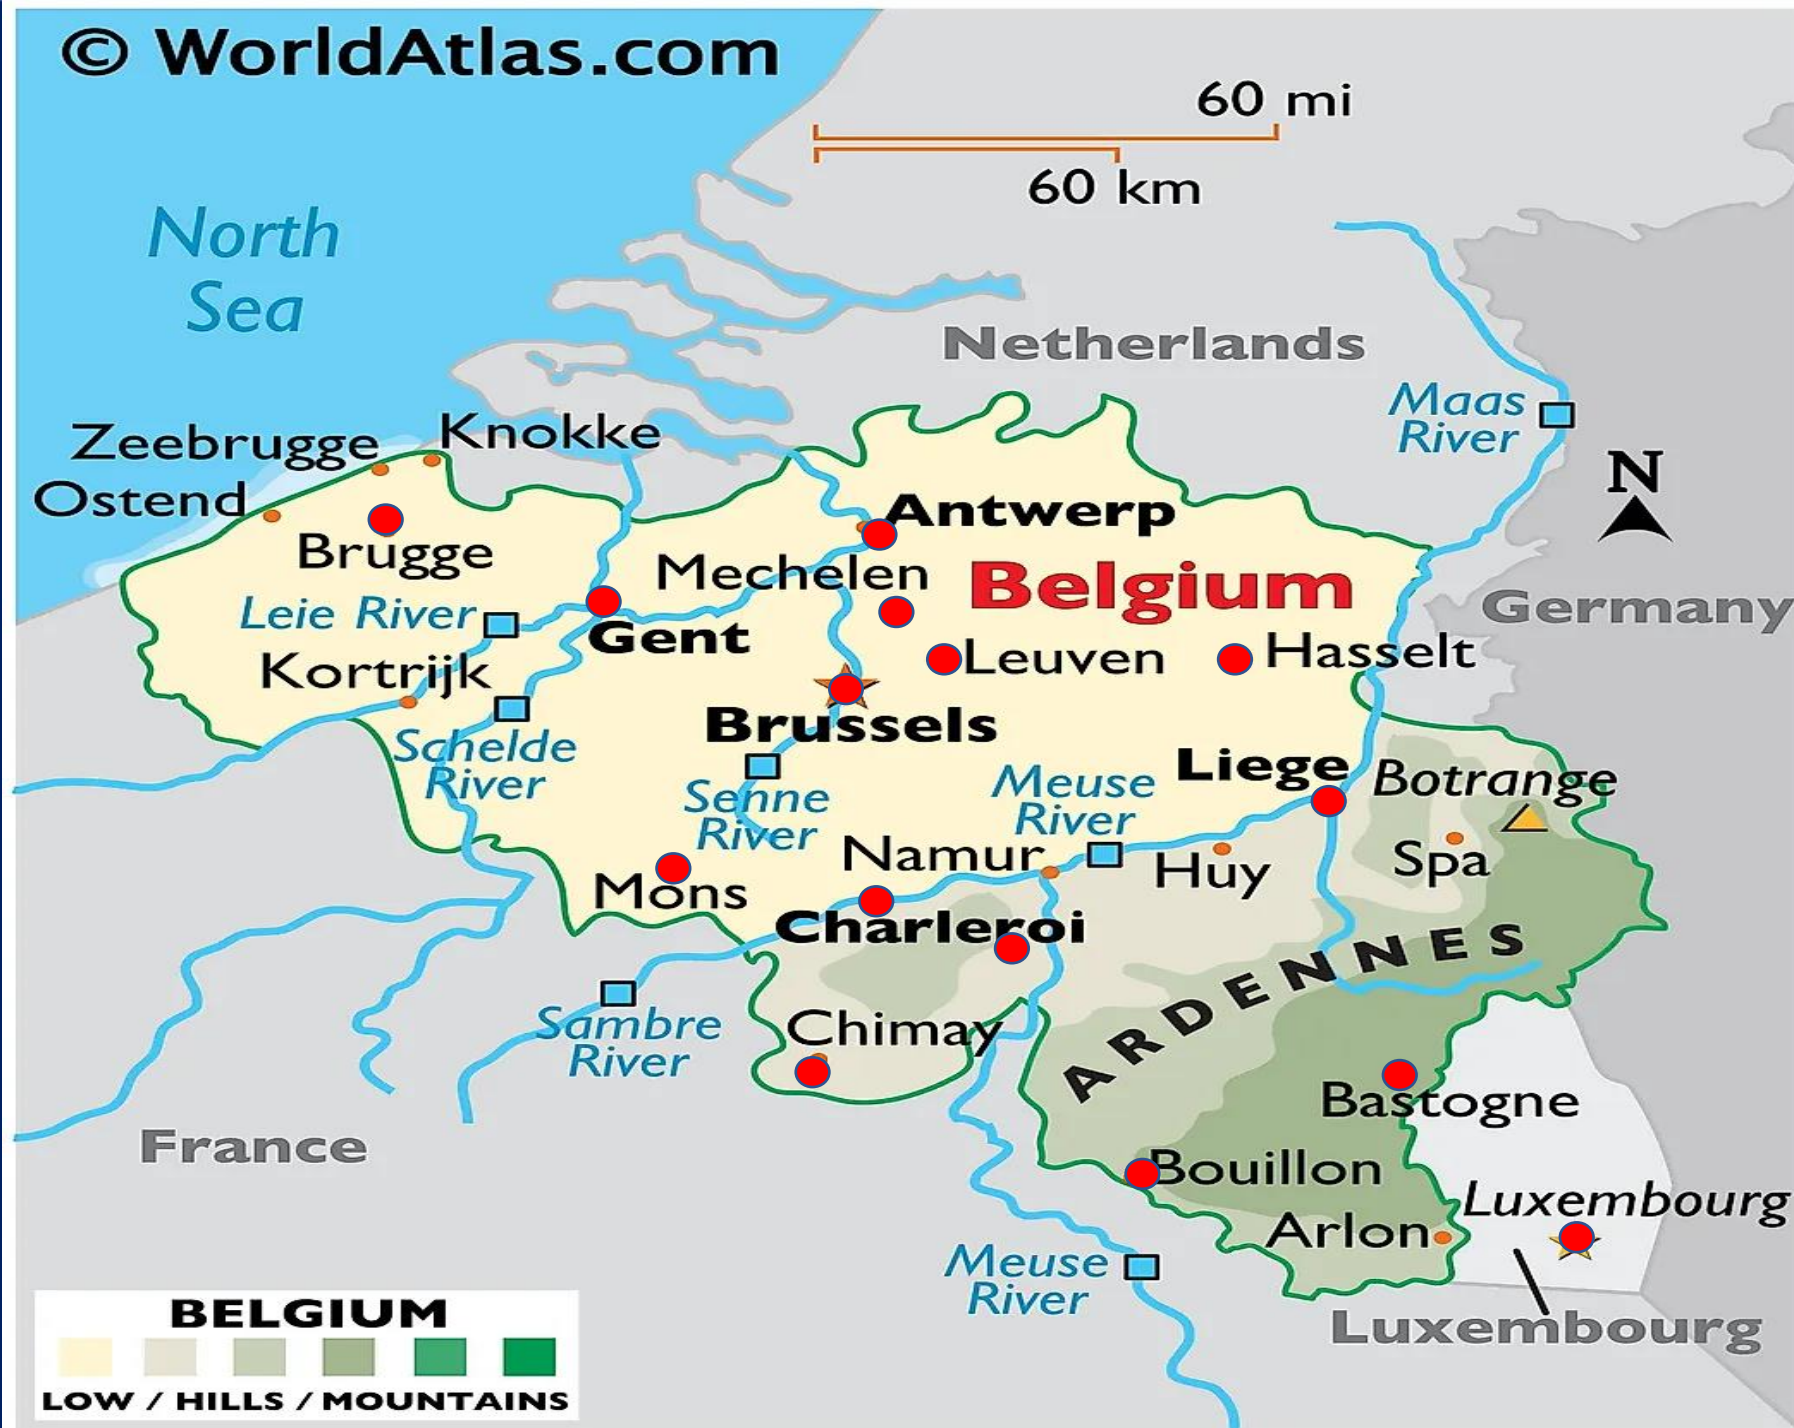 © WorldAtlas.com
60 mi
60 km
North
Sea
Netherlands
Maas
River
Zeebrugge
Knokke
Ostend
N
Antwerp
Brugge
Mechelen
Belgium
Germany
Leie River
Gent
Leuven
Hasselt
Kortrijk
Brussels
Schelde
River
Senne
River
Meuse
River
Liege
Botrange
Namur
Huy
Spa
Mons
Charleroi
ARDENNES
Sambre
River
Chimay
Bastogne
France
Bouillon
Luxembourg
Arlon
Meuse
River
Luxembourg
BELGIUM
LOW / HILLS / MOUNTAINS